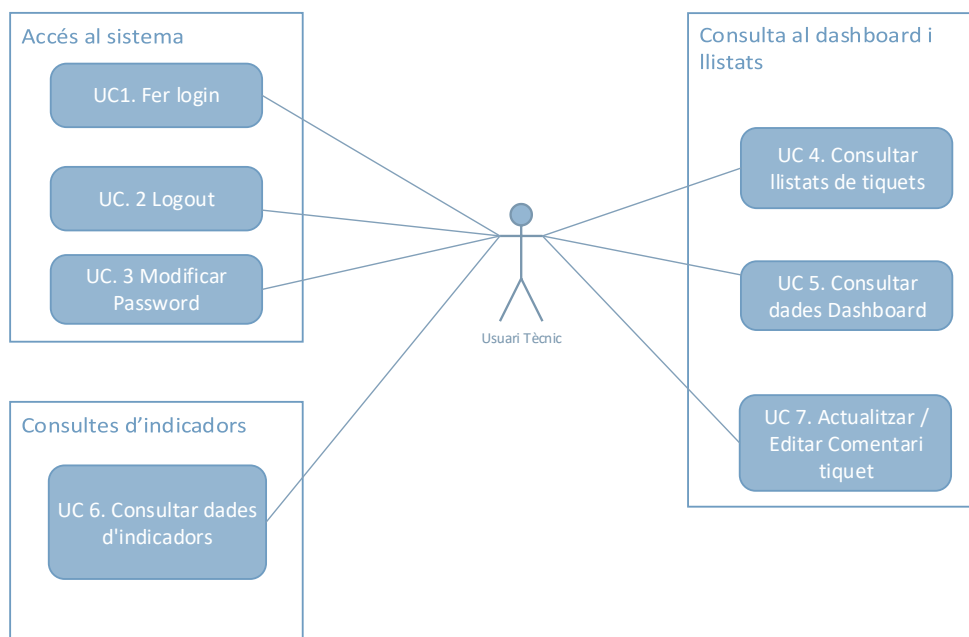 Accés al sistema
UC1. Fer login
UC. 2 Logout
UC. 3 Modificar
Password
Consultes d’indicadors
UC 6. Consultar dades
d'indicadors
Usuari Tècnic
Consulta al dashboard i
llistats
UC 4. Consultar
llistats de tiquets
UC 5. Consultar
dades Dashboard
UC 7. Actualitzar /
Editar Comentari
tiquet